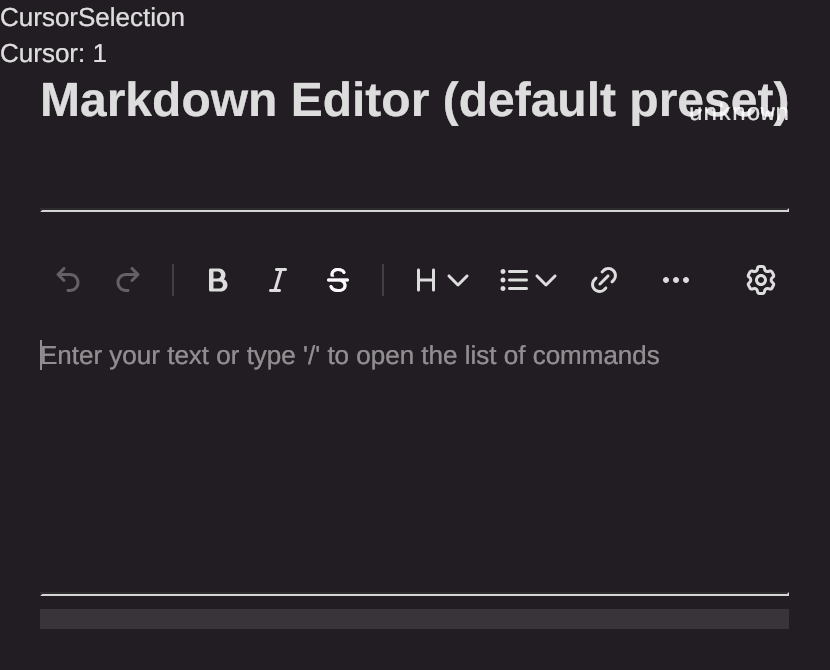 CursorSelection
Cursor: 1
Markdown Editor (default preset)
unknown
B I S H
Enter your text or type '/' to open the list of commands